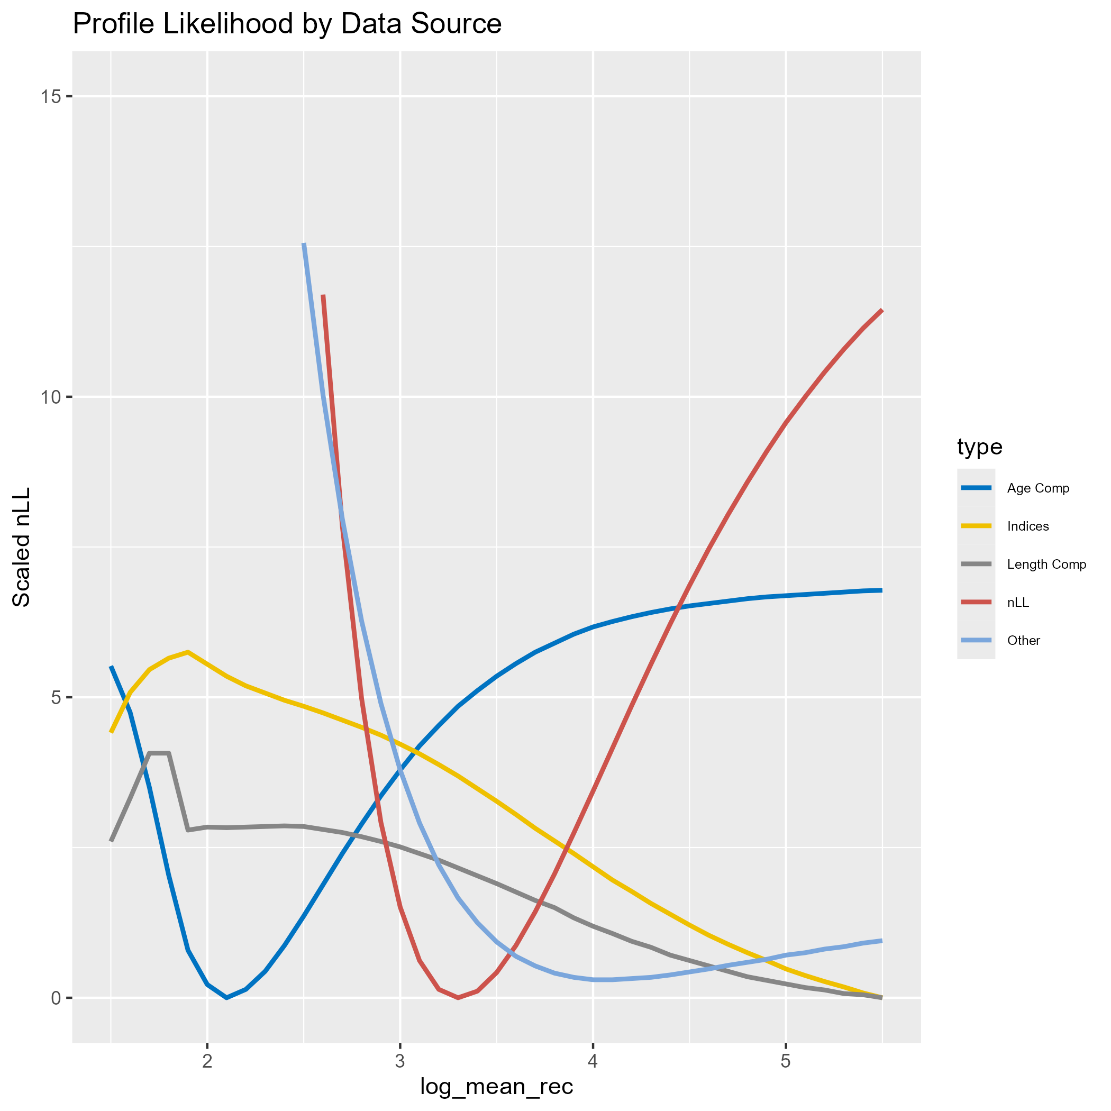 Profile Likelihood by Data Source
15
10
5
0
Scaled nLL
2 3 4 5
log_mean_rec
type
Age Comp
Indices
Length Comp
nLL
Other